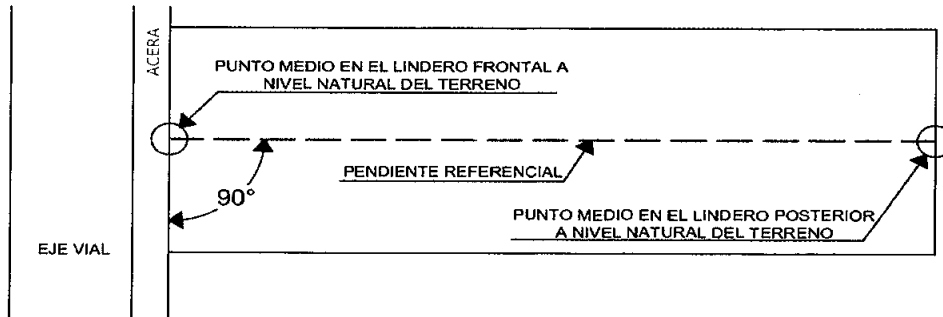 ACERA
PUNTO MEDIO EN EL LINDERO FRONTAL A
NIVEL NATURAL DEL TERRENO
PENDIENTE REFERENCIAL
90°
PUNTO MEDIO EN EL LINDERO POSTERIOR
A NIVEL NATURAL DEL TERRENO
EJE VIAL